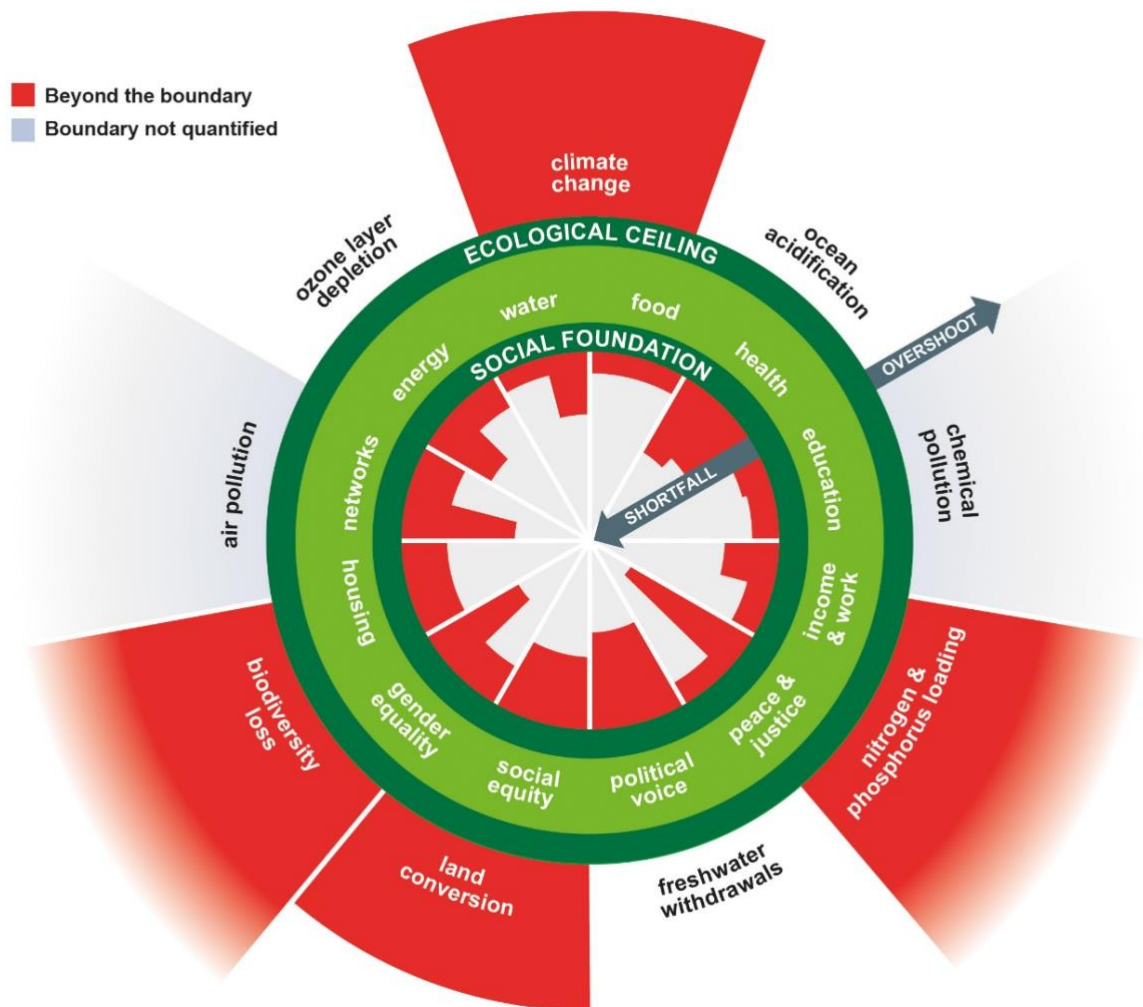 Beyond the boundary
Boundary not quantified
climate
change
ozone layer
depletion
ocean
acidification
ECOLOGICAL CEILING
OVERSHOOT
water
food
energy
health
SOCIAL FOUNDATION
SHORTFALL
networks
education
air pollution
chemical
pollution
housing
income
& work
gender
equality
peace &
justice
social
equity
political
voice
biodiversity
loss
nitrogen &
phosphorus loading
land
conversion
freshwater
withdrawals